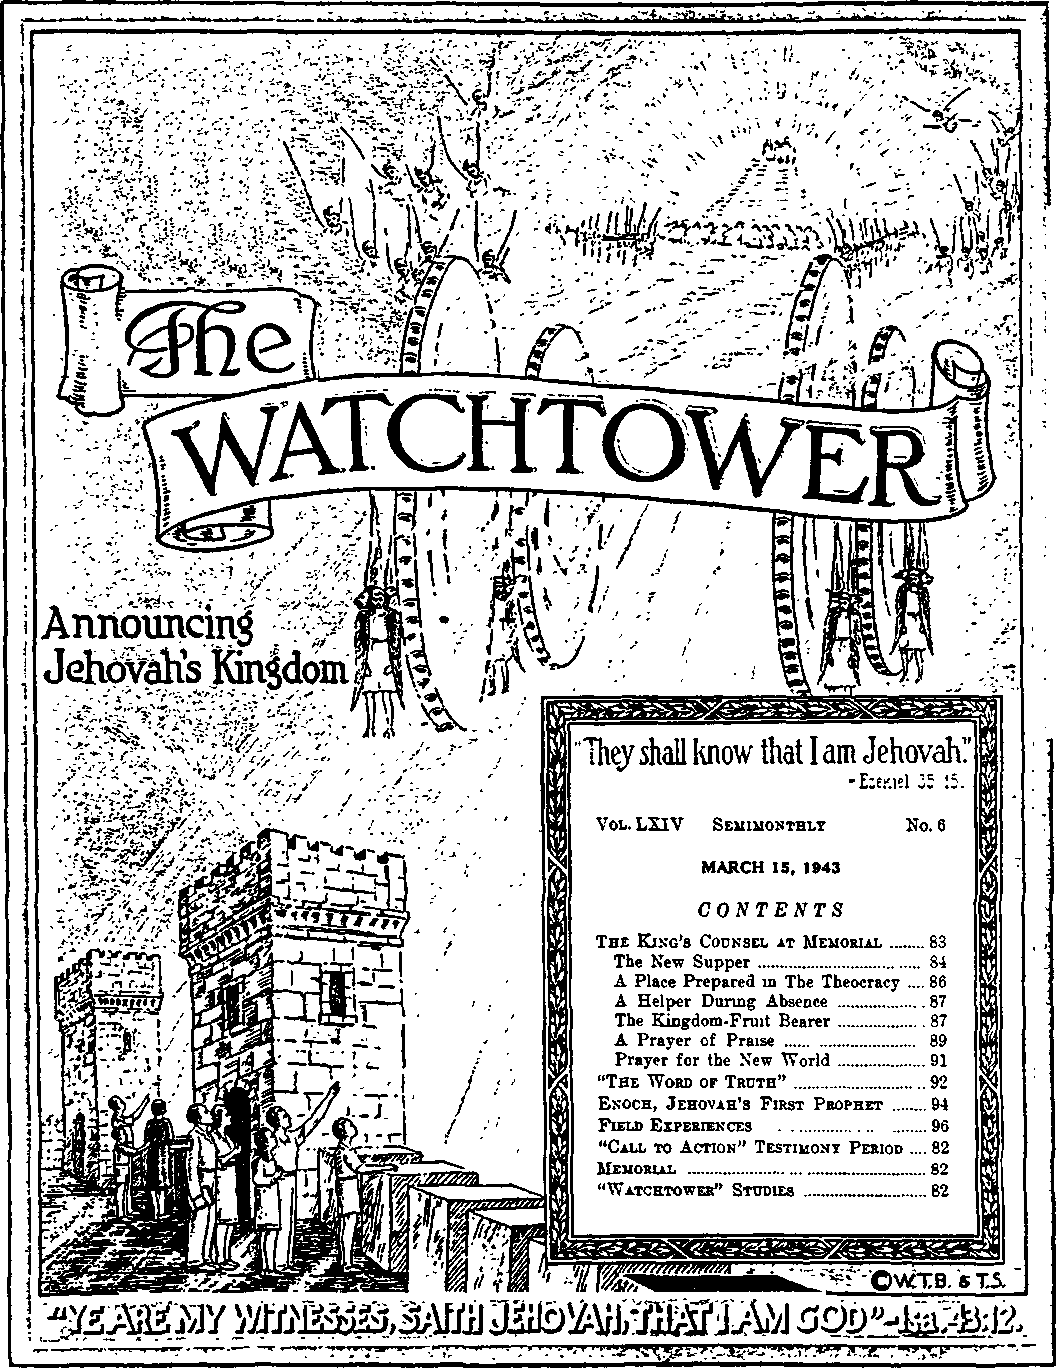 The
WATCHTOWER
Announcing
Jehovah's Kingdom
"They shall know that I am Jehovah."
- Ezekiel 35:15.
VOL. LXIV SEMIMONTHLY No. 6
MARCH 15, 1943
CONTENTS
THE KING'S COUNSEL AT MEMORIAL ........ 83
The New Supper .................................. 84
A Place Prepared in The Theocracy .... 86
A Helper During Absence .................. 87
The Kingdom-Fruit Bearer .................. 87
A Prayer of Praise ...... ...................... 89
Prayer for the New World .................. 91
"THE WORD OF TRUTH" ........................... 92
ENOCH, JEHOVAH'S FIRST PROPHET ........ 94
FIELD EXPERIENCES ........................ 96
"CALL TO ACTION" TESTIMONY PERIOD .... 82
MEMORIAL ................................................ 82
"WATCHTOWER" STUDIES ......................... 82
©W.T.B. & T.S.
"YE ARE MY WITNESSES, SAITH JEHOVAH, THAT I AM GOD"-Isa. 43:12.